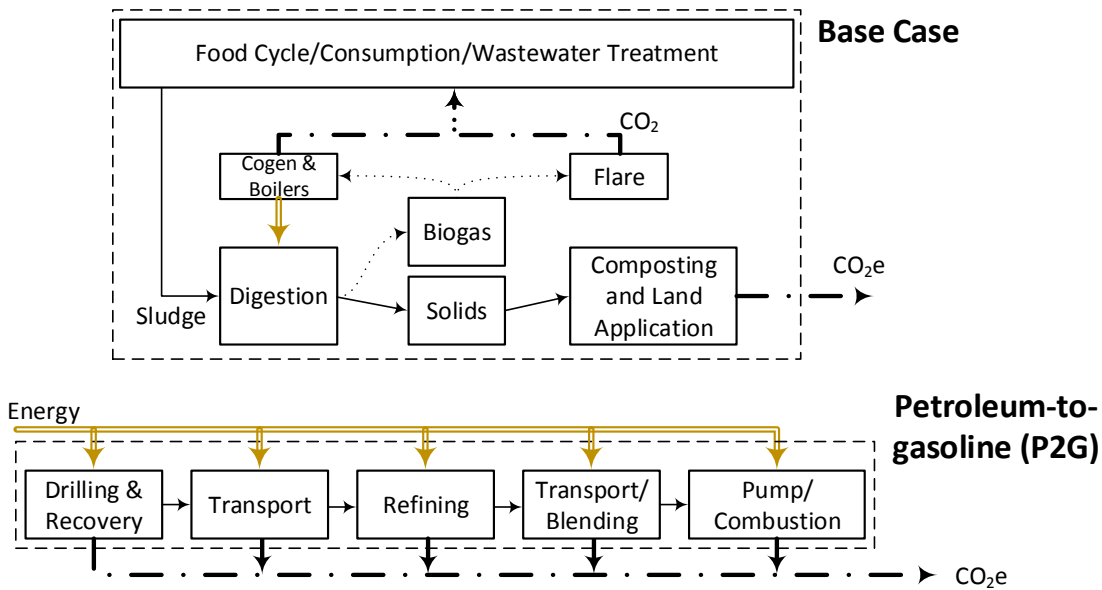 Base Case
Food Cycle/Consumption/Wastewater Treatment
CO₂
Cogen &
Boilers
Flare
Biogas
Digestion
Solids
Composting
and Land
Application
CO₂e
Sludge
Petroleum-to-
gasoline (P2G)
Energy
Drilling &
Recovery
Transport
Refining
Transport/
Blending
Pump/
Combustion
CO₂e